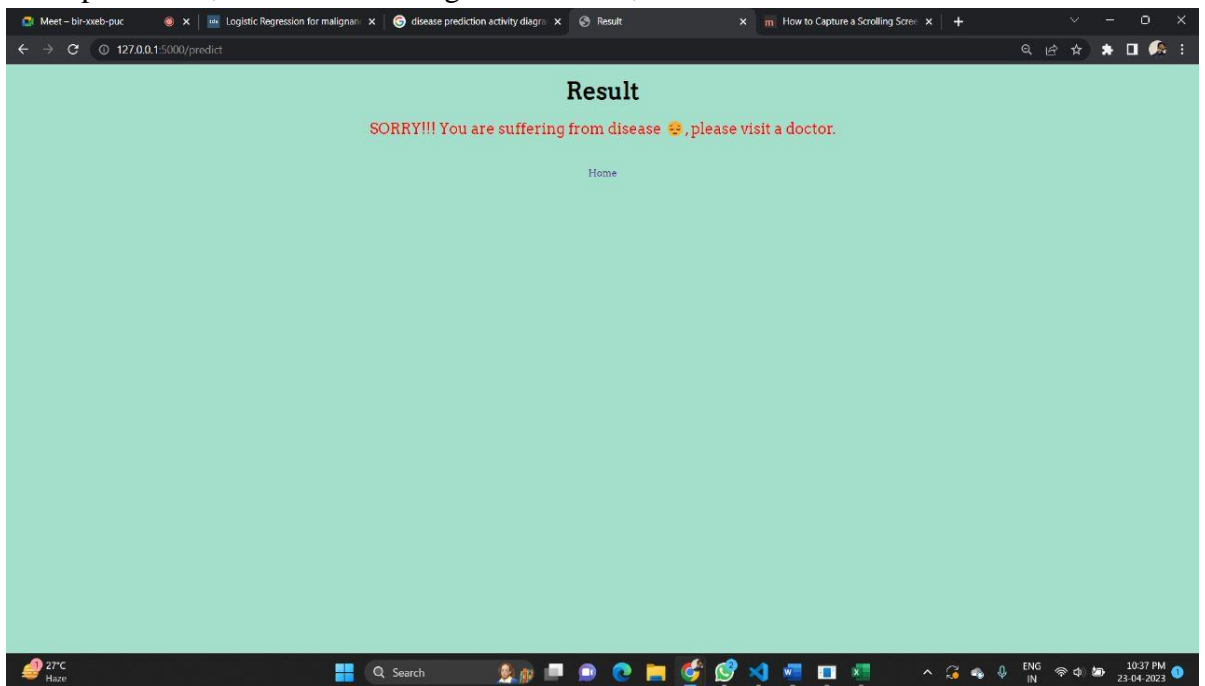 Meet – bir-xxeb-puc
Logistic Regression for malignan
disease prediction activity diagra
Result
How to Capture a Scrolling Scree
127.0.0.1:5000/predict
Result
SORRY!!! You are suffering from disease 😔, please visit a doctor.
Home
27°C
Haze
Search
2
ENG
IN
10:37 PM
23-04-2023
1